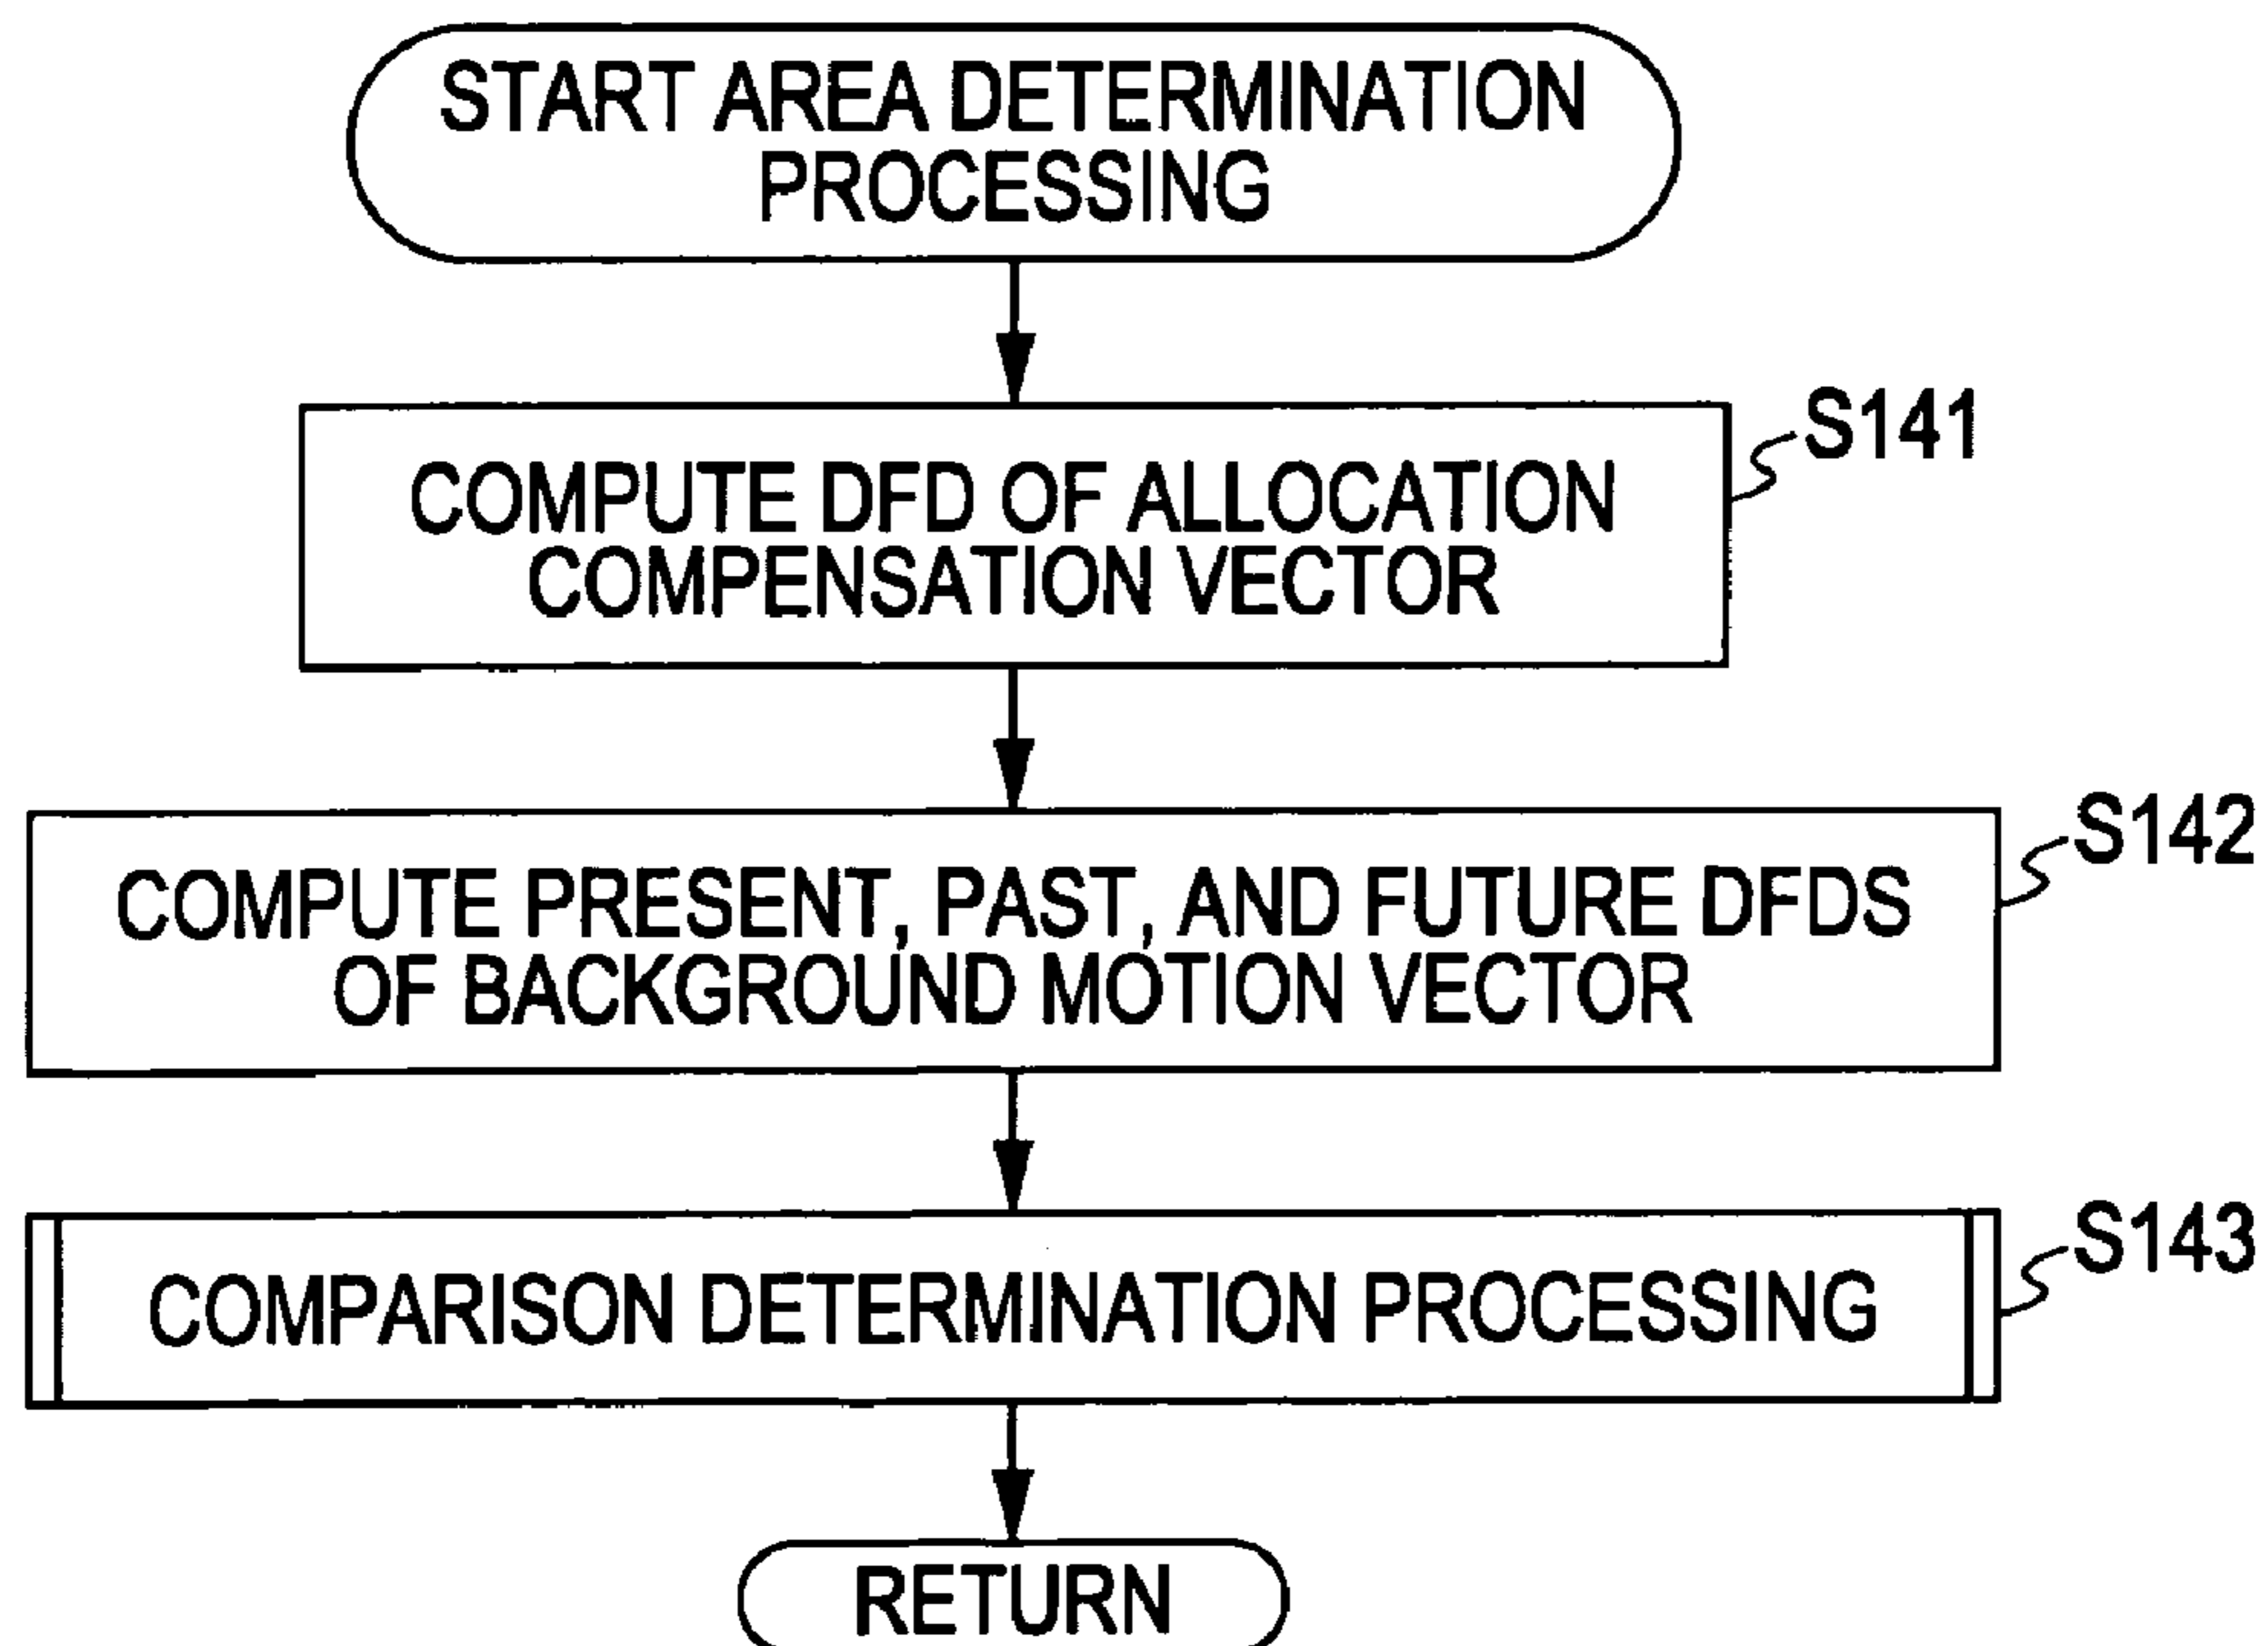 START AREA DETERMINATION
PROCESSING
S141
COMPUTE DFD OF ALLOCATION
COMPENSATION VECTOR
S142
COMPUTE PRESENT, PAST, AND FUTURE DFDS
OF BACKGROUND MOTION VECTOR
S143
COMPARISON DETERMINATION PROCESSING
RETURN